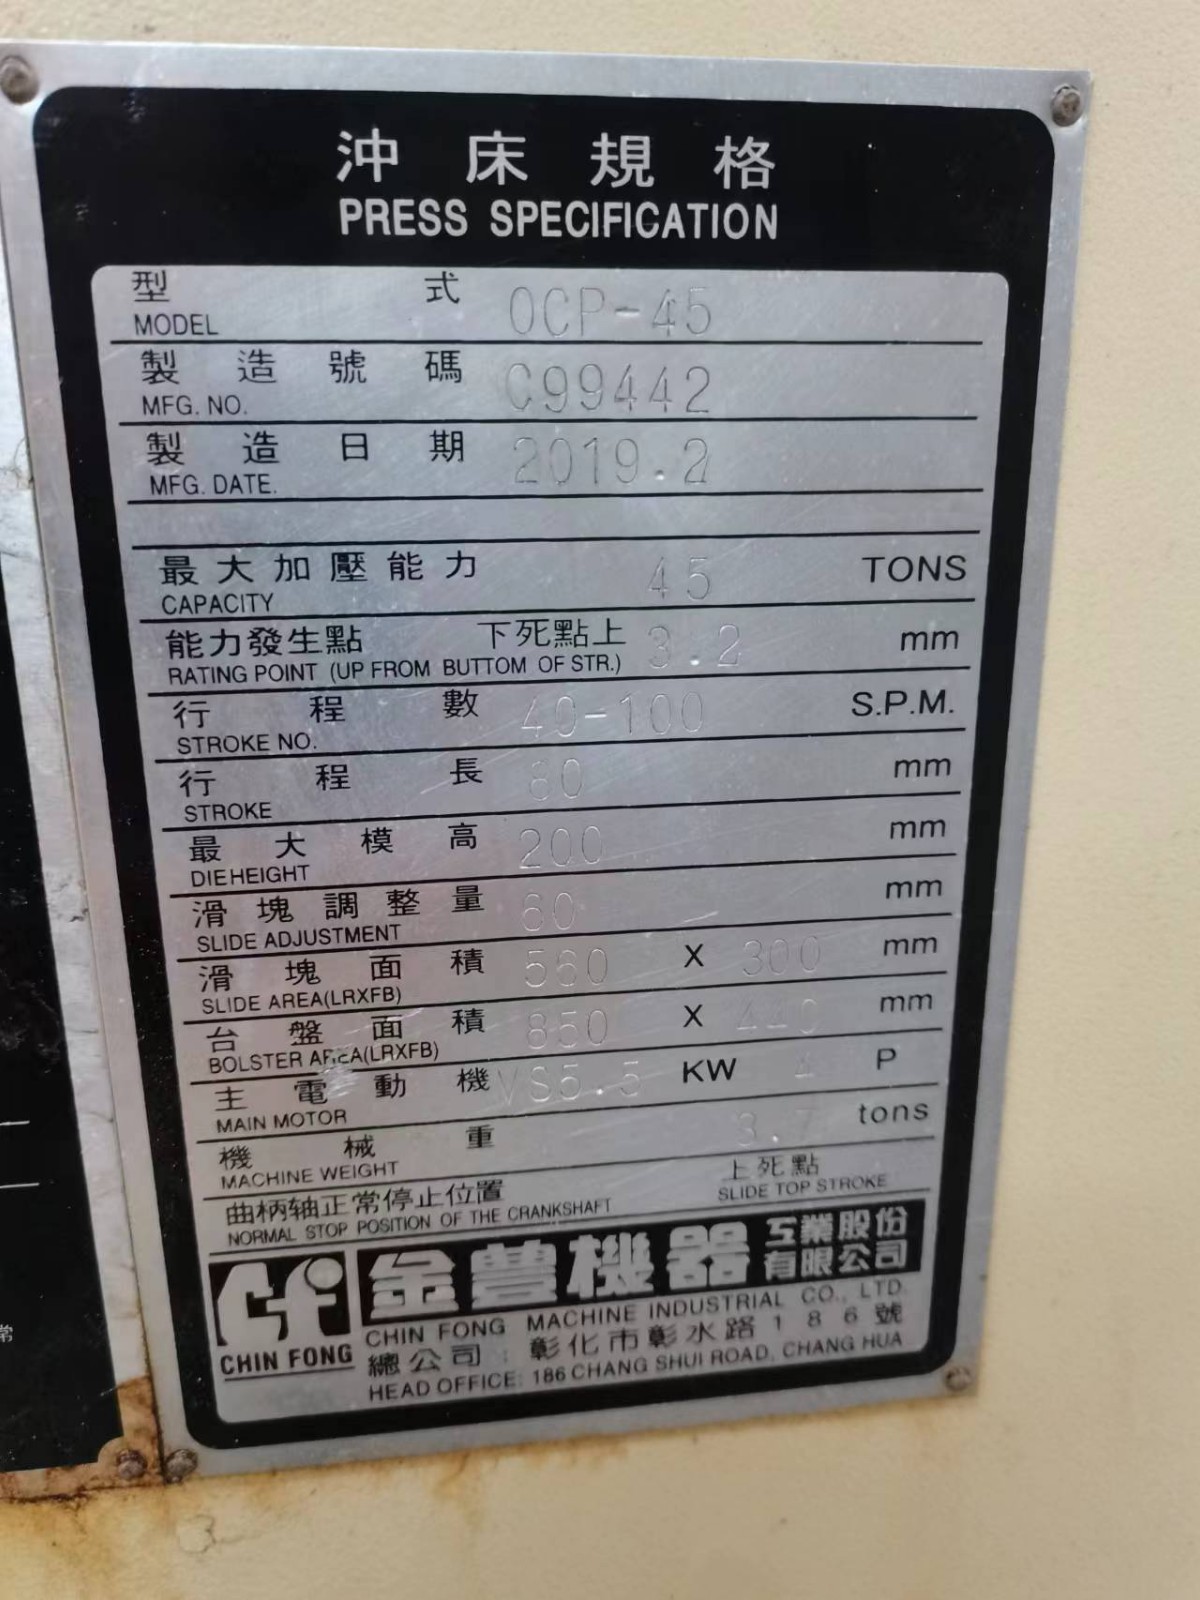 沖床規格
PRESS SPECIFICATION
型式 OCP-45
MODEL
製造號碼 C99442
MFG. NO.
製造日期 2019.2
MFG. DATE.
最大加壓能力 45 TONS
CAPACITY
能力發生點 下死點上 3.2 mm
RATING POINT (UP FROM BUTTOM OF STR.)
行程數 40-100 S.P.M.
STROKE NO.
行程長 mm
STROKE
最大模高 200 mm
DIEHEIGHT
滑塊調整量 60 mm
SLIDE ADJUSTMENT
滑塊面積 560 X 300 mm
SLIDE AREA(LRXFB)
台盤面積 850 X 440 mm
BOLSTER AREA(LRXFB)
主電動機 VS5.5 KW 4 P
MAIN MOTOR
機械重 3.7 tons
MACHINE WEIGHT
曲柄轴正常停止位置 上死點
NORMAL STOP POSITION OF THE CRANKSHAFT SLIDE TOP STROKE
金豊機器 工業股份有限公司
CHIN FONG MACHINE INDUSTRIAL CO., LTD.
CHIN FONG
總公司：彰化市彰水路186號
HEAD OFFICE: 186 CHANG SHUI ROAD, CHANG HUA
常